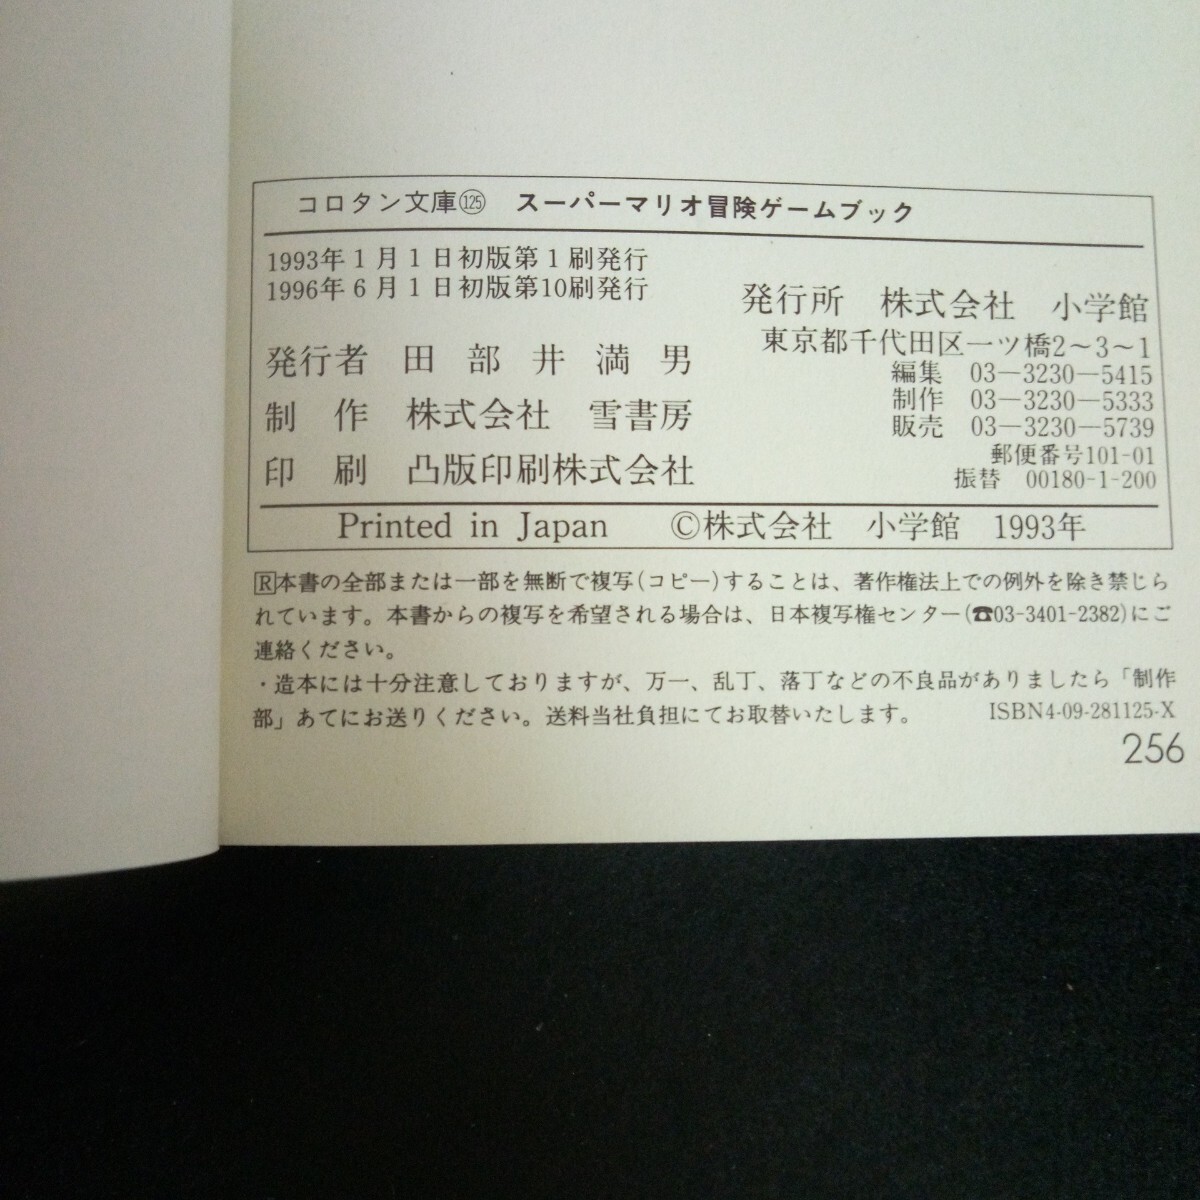 コロタン文庫125 スーパーマリオ冒険ゲームブック
1993年1月1日初版第1刷発行
1996年6月1日初版第10刷発行
発行者 田部井満男
制作 株式会社 雪書房
印刷 凸版印刷株式会社
発行所 株式会社 小学館
東京都千代田区一ツ橋2〜3〜1
編集 03―3230―5415
制作 03―3230―5333
販売 03―3230―5739
郵便番号101-01
振替 00180-1-200
Printed in Japan ©株式会社 小学館 1993年
Ⓡ本書の全部または一部を無断で複写(コピー)することは、著作権法上での例外を除き禁じら
れています。本書からの複写を希望される場合は、日本複写権センター(☎03-3401-2382)にご
連絡ください。
・造本には十分注意しておりますが、万一、乱丁、落丁などの不良品がありましたら「制作
部」あてにお送りください。送料当社負担にてお取替いたします。 ISBN4-09-281125-X
256